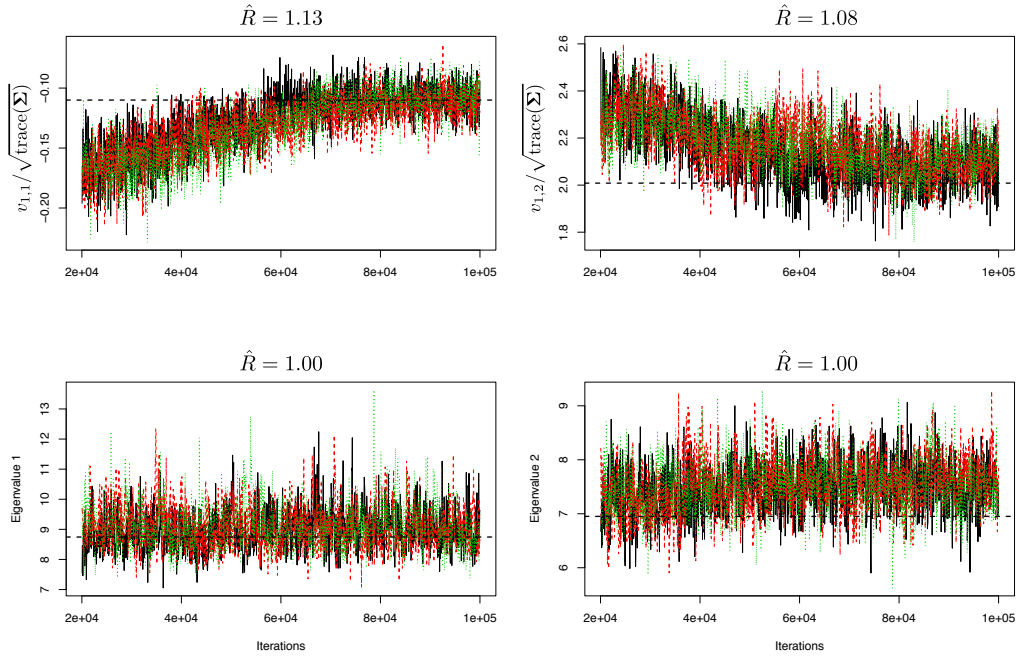 R̂ = 1.13
R̂ = 1.08
v₁,₁/√trace(Σ)
−0.10
−0.15
−0.20
2e+04 4e+04 6e+04 8e+04 1e+05
v₁,₂/√trace(Σ)
2.6
2.4
2.2
2.0
1.8
2e+04 4e+04 6e+04 8e+04 1e+05
R̂ = 1.00
R̂ = 1.00
Eigenvalue 1
13
12
11
10
9
8
7
2e+04 4e+04 6e+04 8e+04 1e+05
Iterations
Eigenvalue 2
9
8
7
6
2e+04 4e+04 6e+04 8e+04 1e+05
Iterations